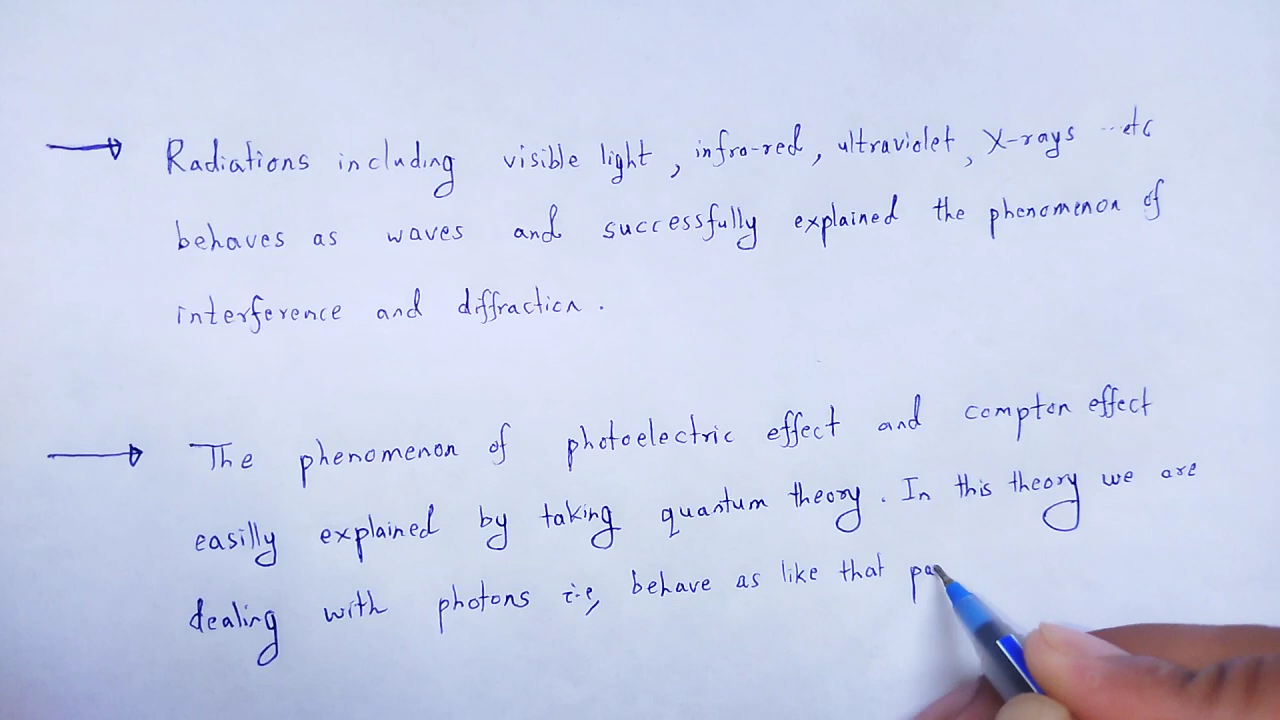 → Radiations including visible light, infra-red, ultraviolet, X-rays ...etc
behaves as waves and successfully explained the phenomenon of
interference and diffraction.
→ The phenomenon of photoelectric effect and compton effect
easilly explained by taking quantum theory. In this theory we are
dealing with photons i.e, behave as like that pa